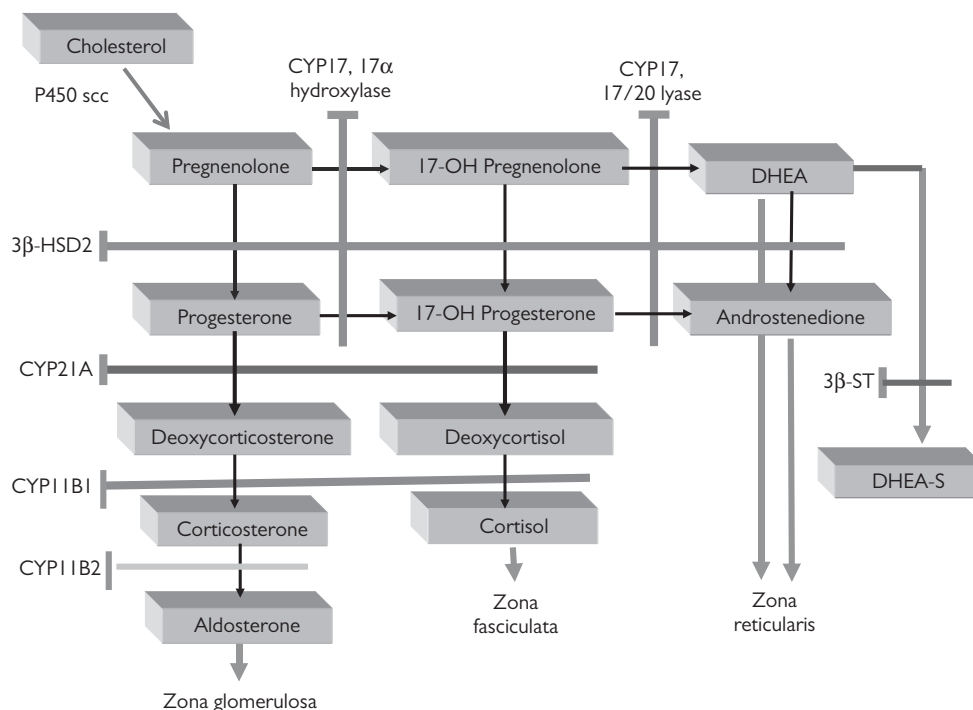 Cholesterol
P450 scc
CYP17, 17α
hydroxylase
CYP17,
17/20 lyase
Pregnenolone
17-OH Pregnenolone
DHEA
3β-HSD2
Progesterone
17-OH Progesterone
Androstenedione
CYP21A
3β-ST
Deoxycorticosterone
Deoxycortisol
DHEA-S
CYP11B1
Corticosterone
Cortisol
CYP11B2
Aldosterone
Zona
fasciculata
Zona
reticularis
Zona glomerulosa